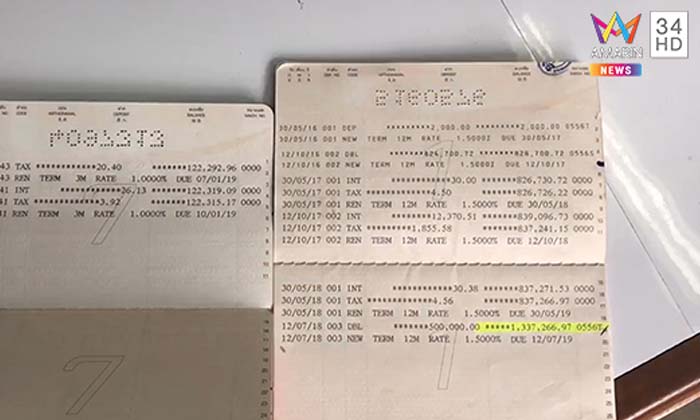 AMARIN
NEWS
34
HD
43 TAX ***********20.40 *******122,292.96 0000
43 REN TERM 3M RATE 1.0000% DUE 07/01/19
41 INT ***********26.13 *******122,319.09 0000
41 TAX ************3.92 *******122,315.17 0000
41 REN TERM 3M RATE 1.0000% DUE 10/01/19
30/05/16 001 DEP *********2,000.00 *********2,000.00 0556T
30/05/16 001 NEW TERM 12M RATE 1.5000% DUE 30/05/17
12/10/16 002 DBL *******826,700.72 *******826,700.72 0556S
12/10/16 002 NEW TERM 12M RATE 1.5000% DUE 12/10/17
30/05/17 001 INT ***********30.00 *******826,730.72 0000
30/05/17 001 TAX ************4.50 *******826,726.22 0000
30/05/17 001 REN TERM 12M RATE 1.5000% DUE 30/05/18
12/10/17 002 INT ********12,370.51 *******839,096.73 0000
12/10/17 002 TAX *********1,855.58 *******837,241.15 0000
12/10/17 002 REN TERM 12M RATE 1.5000% DUE 12/10/18
30/05/18 001 INT ***********30.38 *******837,271.53 0000
30/05/18 001 TAX ************4.56 *******837,266.97 0000
30/05/18 001 REN TERM 12M RATE 1.5000% DUE 30/05/19
12/07/18 003 DBL *******500,000.00 *****1,337,266.97 0556T
12/07/18 003 NEW TERM 12M RATE 1.5000% DUE 12/07/19